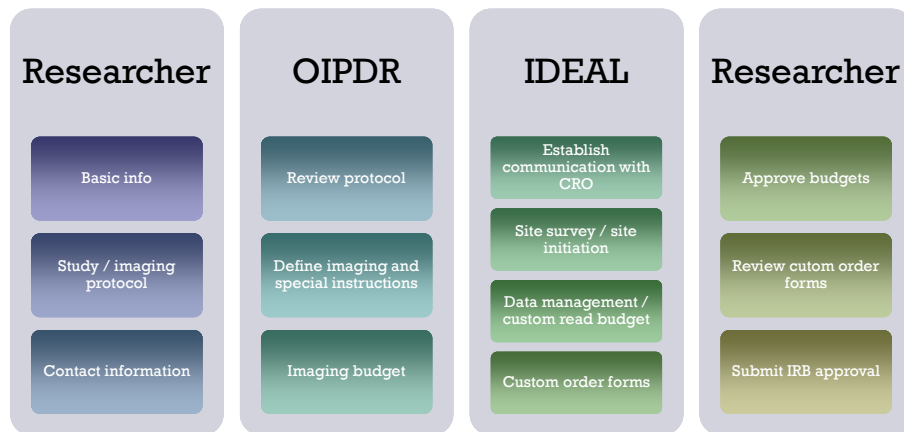 Researcher
Basic info
Study / imaging
protocol
Contact information
OIPDR
Review protocol
Define imaging and
special instructions
Imaging budget
IDEAL
Establish
communication with
CRO
Site survey / site
initiation
Data management /
custom read budget
Custom order forms
Researcher
Approve budgets
Review cutom order
forms
Submit IRB approval